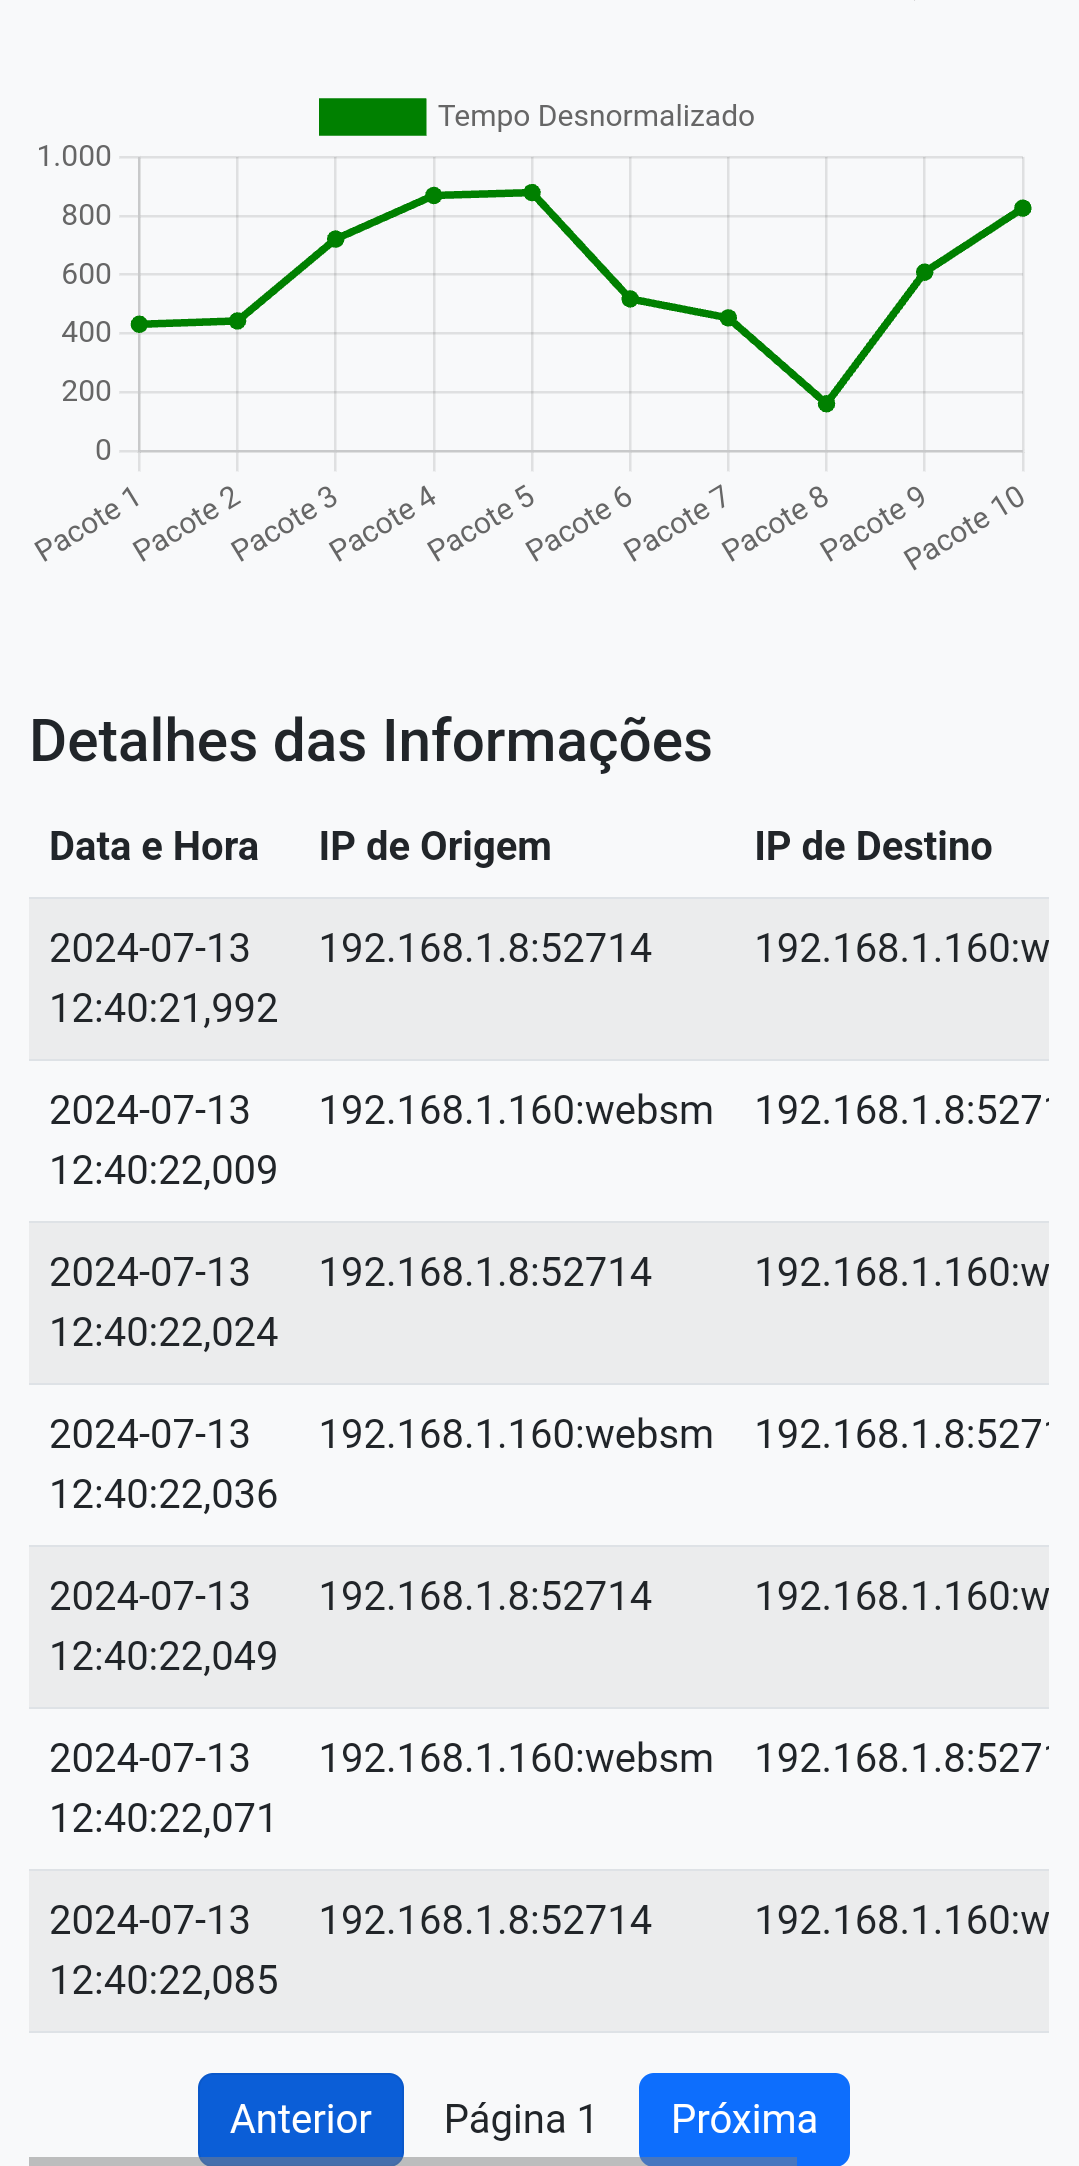 Tempo Desnormalizado
1.000
800
600
400
200
0
Pacote 1 Pacote 2 Pacote 3 Pacote 4 Pacote 5 Pacote 6 Pacote 7 Pacote 8 Pacote 9 Pacote 10
Detalhes das Informações
Data e Hora IP de Origem IP de Destino
2024-07-13 192.168.1.8:52714 192.168.1.160:w
12:40:21,992
2024-07-13 192.168.1.160:websm 192.168.1.8:527
12:40:22,009
2024-07-13 192.168.1.8:52714 192.168.1.160:w
12:40:22,024
2024-07-13 192.168.1.160:websm 192.168.1.8:527
12:40:22,036
2024-07-13 192.168.1.8:52714 192.168.1.160:w
12:40:22,049
2024-07-13 192.168.1.160:websm 192.168.1.8:527
12:40:22,071
2024-07-13 192.168.1.8:52714 192.168.1.160:w
12:40:22,085
Anterior Página 1 Próxima